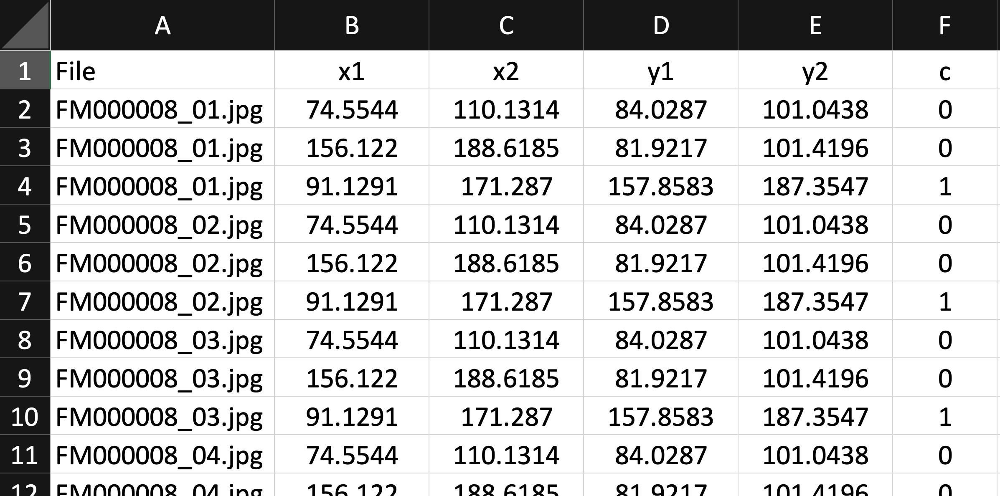 A B C D E F
1 File x1 x2 y1 y2 c
2 FM000008_01.jpg 74.5544 110.1314 84.0287 101.0438 0
3 FM000008_01.jpg 156.122 188.6185 81.9217 101.4196 0
4 FM000008_01.jpg 91.1291 171.287 157.8583 187.3547 1
5 FM000008_02.jpg 74.5544 110.1314 84.0287 101.0438 0
6 FM000008_02.jpg 156.122 188.6185 81.9217 101.4196 0
7 FM000008_02.jpg 91.1291 171.287 157.8583 187.3547 1
8 FM000008_03.jpg 74.5544 110.1314 84.0287 101.0438 0
9 FM000008_03.jpg 156.122 188.6185 81.9217 101.4196 0
10 FM000008_03.jpg 91.1291 171.287 157.8583 187.3547 1
11 FM000008_04.jpg 74.5544 110.1314 84.0287 101.0438 0
12 FM000008_04.jpg 156.122 188.6185 81.9217 101.4196 0